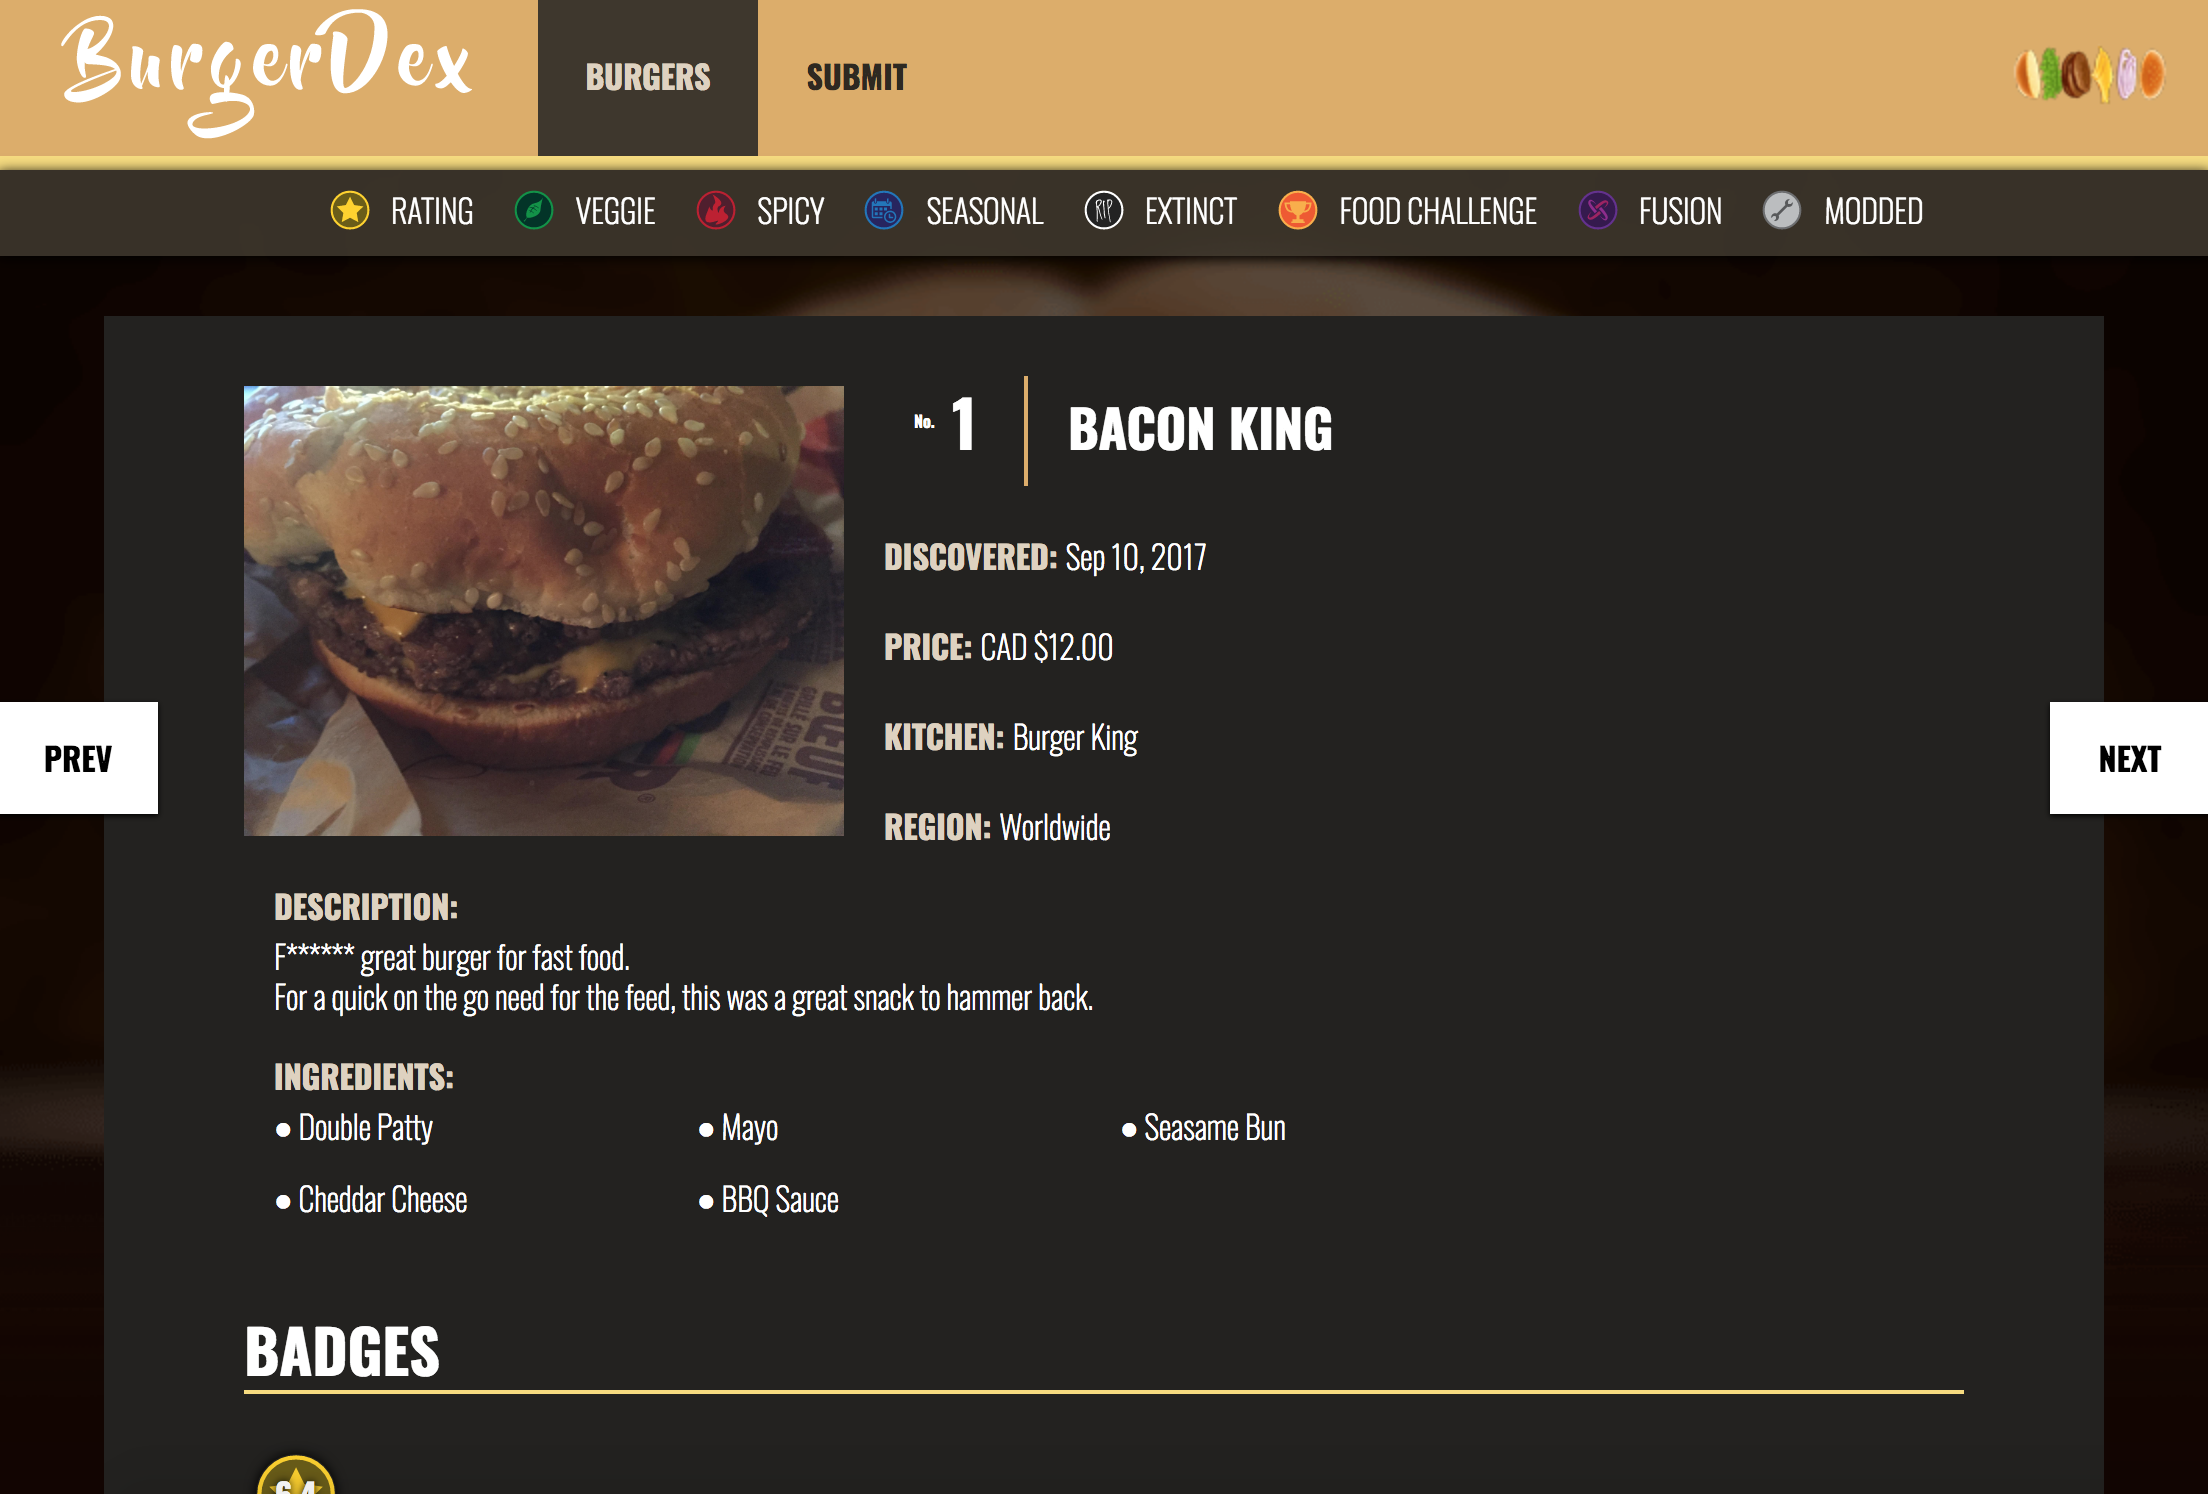 BurgerDex
BURGERS
SUBMIT
RATING
VEGGIE
SPICY
SEASONAL
RIP
EXTINCT
FOOD CHALLENGE
FUSION
MODDED
No. 1
BACON KING
DISCOVERED: Sep 10, 2017
PRICE: CAD $12.00
KITCHEN: Burger King
REGION: Worldwide
PREV
NEXT
DESCRIPTION:
F****** great burger for fast food.
For a quick on the go need for the feed, this was a great snack to hammer back.
INGREDIENTS:
● Double Patty
● Mayo
● Seasame Bun
● Cheddar Cheese
● BBQ Sauce
BADGES